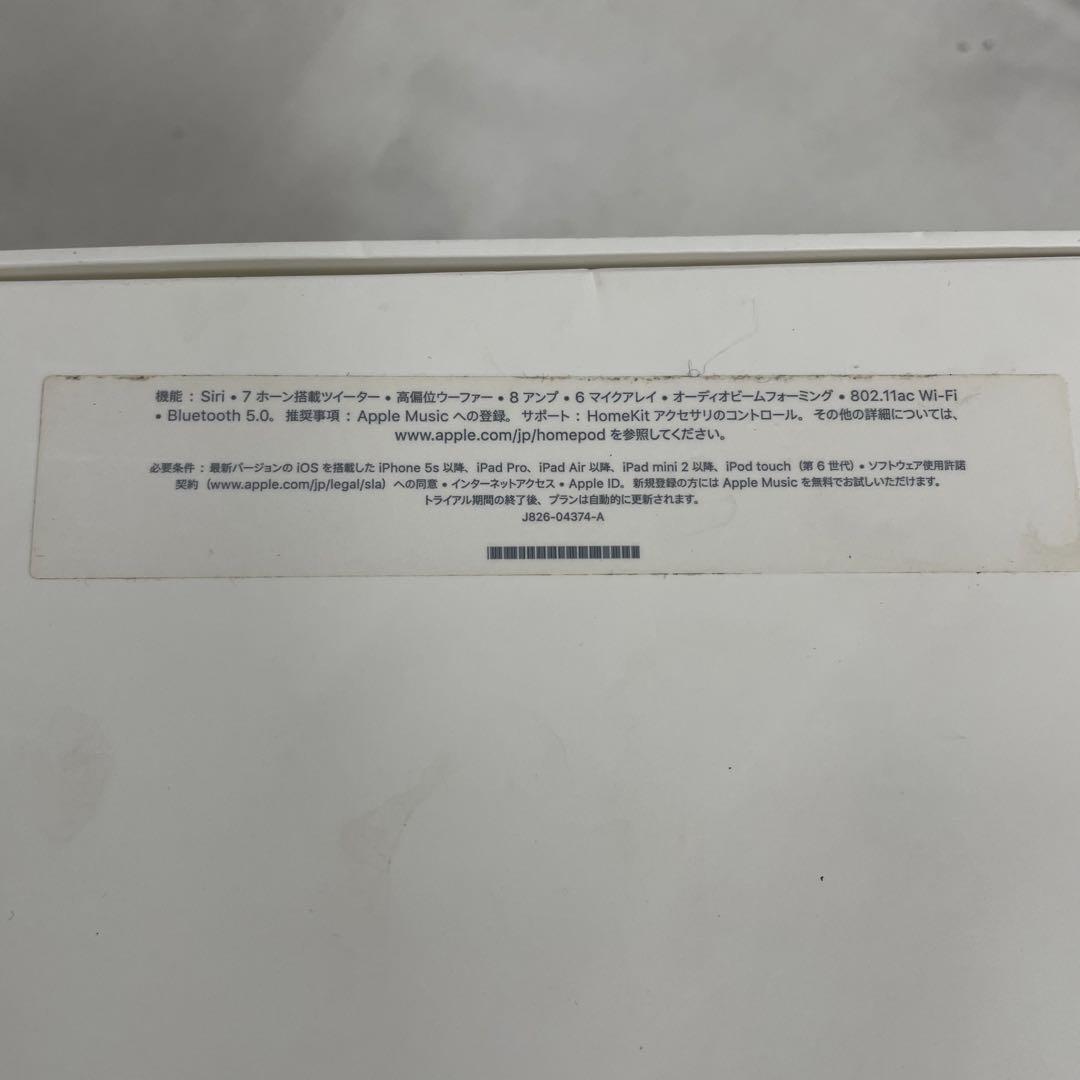 機能：Siri • 7 ホーン搭載ツイーター • 高偏位ウーファー • 8 アンプ • 6 マイクアレイ • オーディオビームフォーミング • 802.11ac Wi-Fi
• Bluetooth 5.0。推奨事項：Apple Music への登録。サポート：HomeKit アクセサリのコントロール。その他の詳細については、
www.apple.com/jp/homepod を参照してください。
必要条件：最新バージョンの iOS を搭載した iPhone 5s 以降、iPad Pro、iPad Air 以降、iPad mini 2 以降、iPod touch（第 6 世代）• ソフトウェア使用許諾
契約（www.apple.com/jp/legal/sla）への同意 • インターネットアクセス • Apple ID。新規登録の方には Apple Music を無料でお試しいただけます。
トライアル期間の終了後、プランは自動的に更新されます。
J826-04374-A